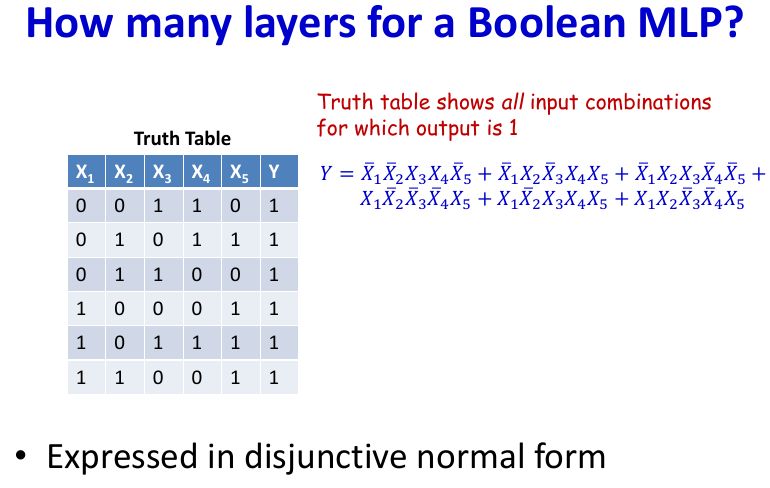 How many layers for a Boolean MLP?
Truth table shows all input combinations
for which output is 1
Truth Table
X₁ X₂ X₃ X₄ X₅ Y
0 0 1 1 0 1
0 1 0 1 1 1
0 1 1 0 0 1
1 0 0 0 1 1
1 0 1 1 1 1
1 1 0 0 1 1
Y = X̄₁X̄₂X₃X₄X̄₅ + X̄₁X₂X̄₃X₄X₅ + X̄₁X₂X₃X̄₄X̄₅ +
X₁X̄₂X̄₃X̄₄X₅ + X₁X̄₂X₃X₄X₅ + X₁X₂X̄₃X̄₄X₅
• Expressed in disjunctive normal form